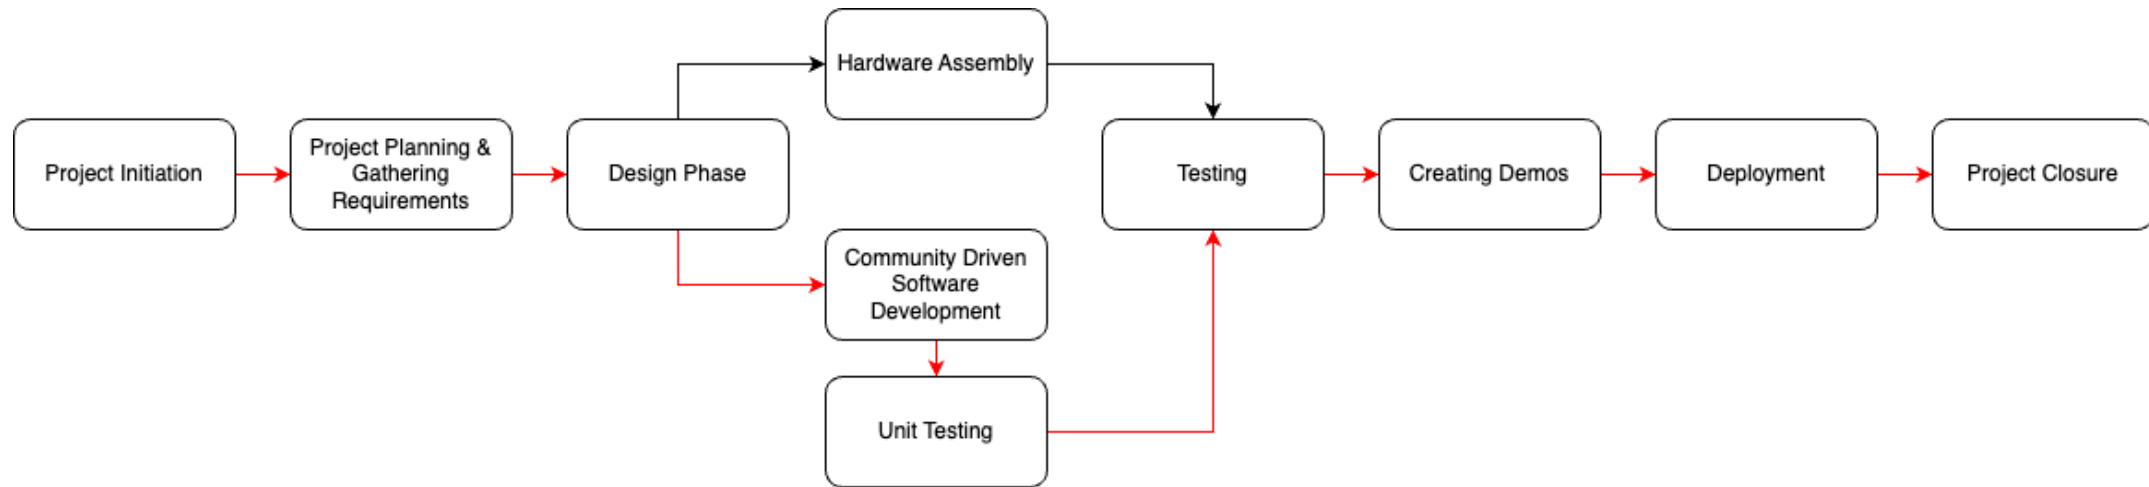 Project Initiation
Project Planning &
Gathering
Requirements
Design Phase
Hardware Assembly
Community Driven
Software
Development
Unit Testing
Testing
Creating Demos
Deployment
Project Closure